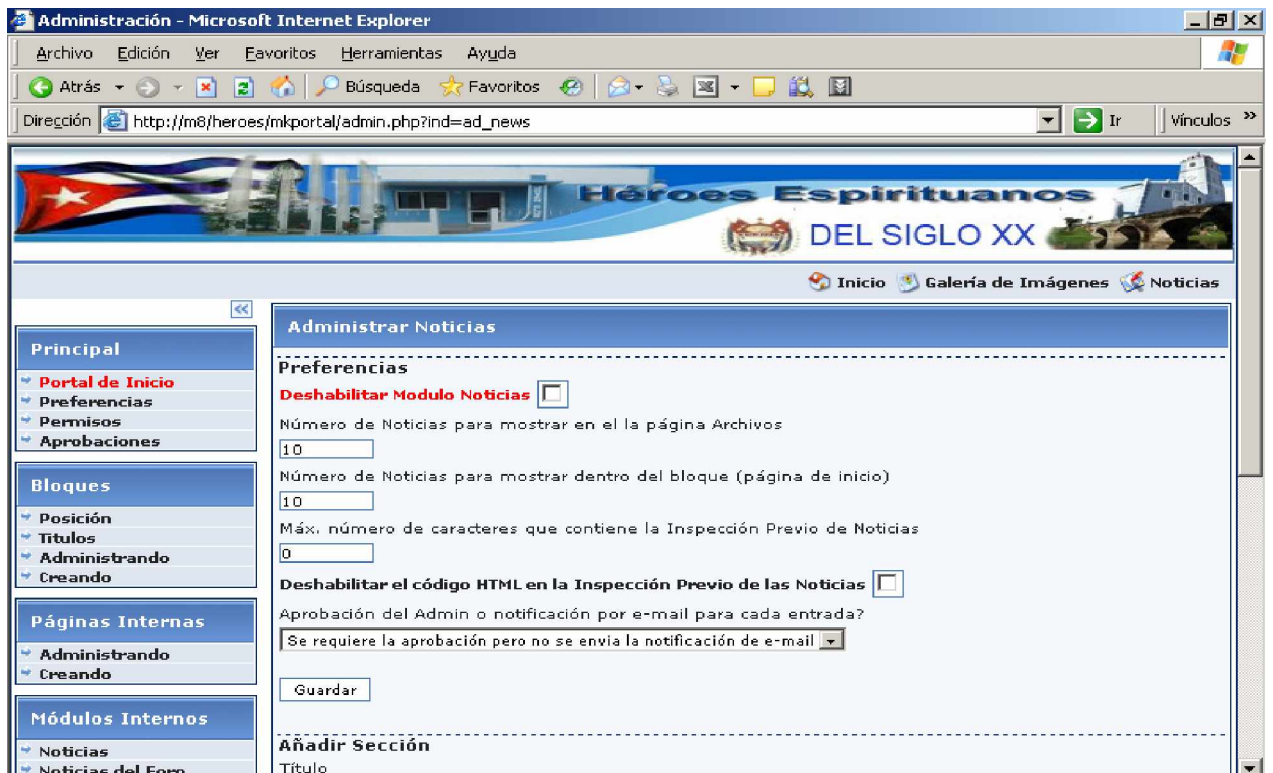 Administración - Microsoft Internet Explorer
Archivo Edición Ver Favoritos Herramientas Ayuda
Atrás Búsqueda Favoritos
Dirección http://m8/heroes/mkportal/admin.php?ind=ad_news Ir Vínculos »
Héroes Espirituanos
DEL SIGLO XX
Inicio Galería de Imágenes Noticias
<<
Principal
Portal de Inicio
Preferencias
Permisos
Aprobaciones
Bloques
Posición
Titulos
Administrando
Creando
Páginas Internas
Administrando
Creando
Módulos Internos
Noticias
Noticias del Foro
Administrar Noticias
Preferencias
Deshabilitar Modulo Noticias
Número de Noticias para mostrar en el la página Archivos
10
Número de Noticias para mostrar dentro del bloque (página de inicio)
10
Máx. número de caracteres que contiene la Inspección Previo de Noticias
0
Deshabilitar el código HTML en la Inspección Previo de las Noticias
Aprobación del Admin o notificación por e-mail para cada entrada?
Se requiere la aprobación pero no se envia la notificación de e-mail
Guardar
Añadir Sección
Título